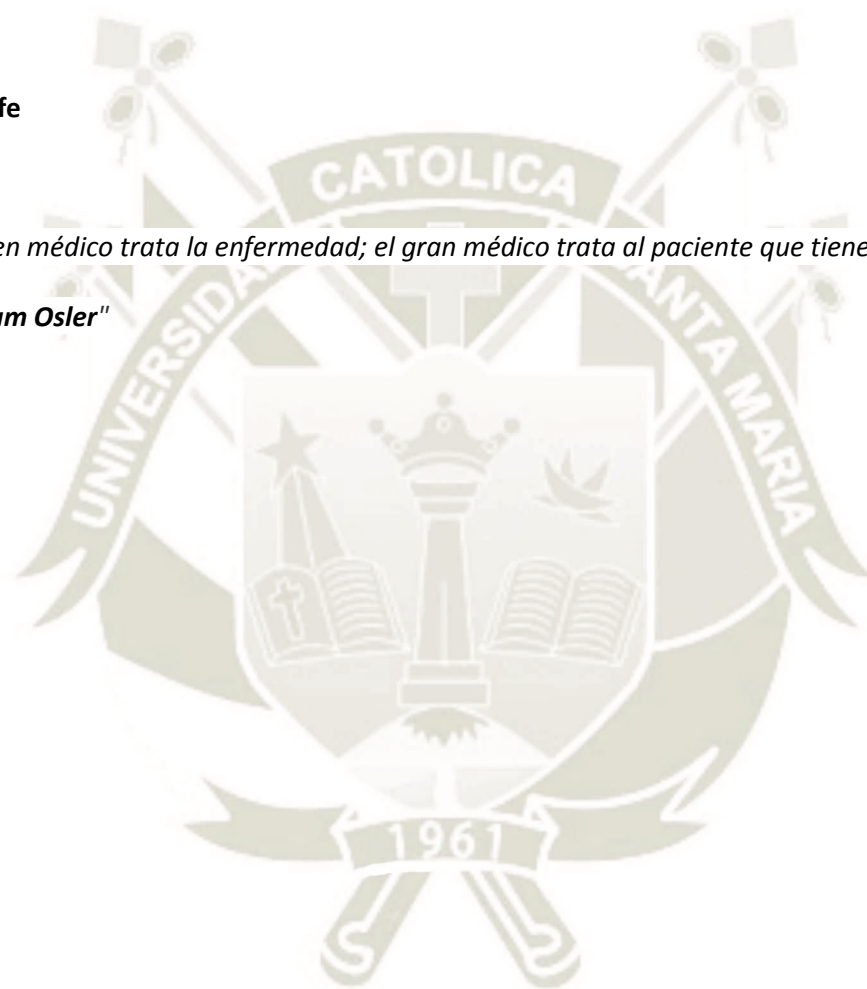 fe
CATOLICA
en médico trata la enfermedad; el gran médico trata al paciente que tiene
am Osler"
UNIVERSIDAD SANTA MARIA
1961